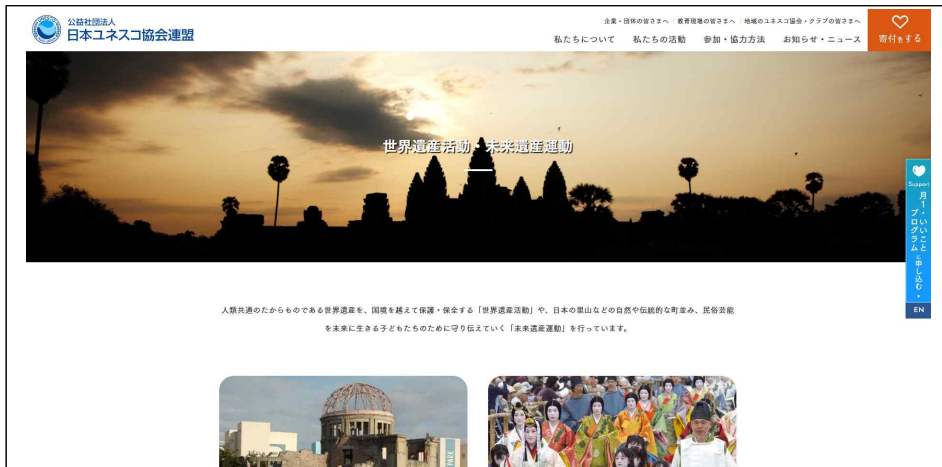 公益社団法人
日本ユネスコ協会連盟
企業・団体の皆さまへ
教育現場の皆さまへ
地域のユネスコ協会・クラブの皆さまへ
私たちについて
私たちの活動
参加・協力方法
お知らせ・ニュース
寄付をする
世界遺産活動・未来遺産運動
Support
月1・いいこと
プログラム
に申し込む
EN
人類共通のたからものである世界遺産を、国境を越えて保護・保全する「世界遺産活動」や、日本の里山などの自然や伝統的な町並み、民俗芸能
を未来に生きる子どもたちのために守り伝えていく「未来遺産運動」を行っています。